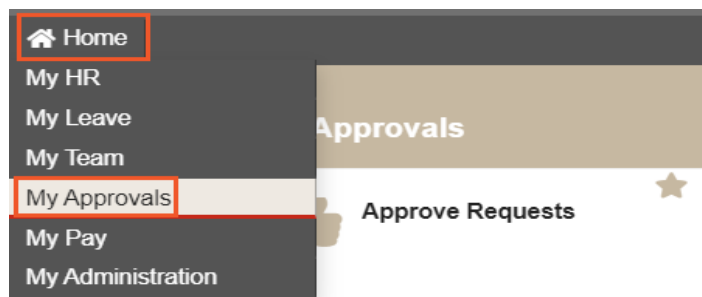 Home
My HR
My Leave
My Team
My Approvals
My Pay
My Administration
Approvals
Approve Requests